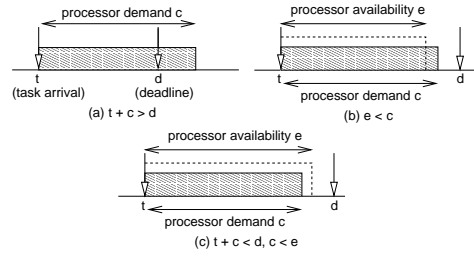 processor demand c
t
d
(task arrival)
(deadline)
(a) t + c > d
processor availability e
t
d
processor demand c
(b) e < c
processor availability e
t
d
processor demand c
(c) t + c < d, c < e